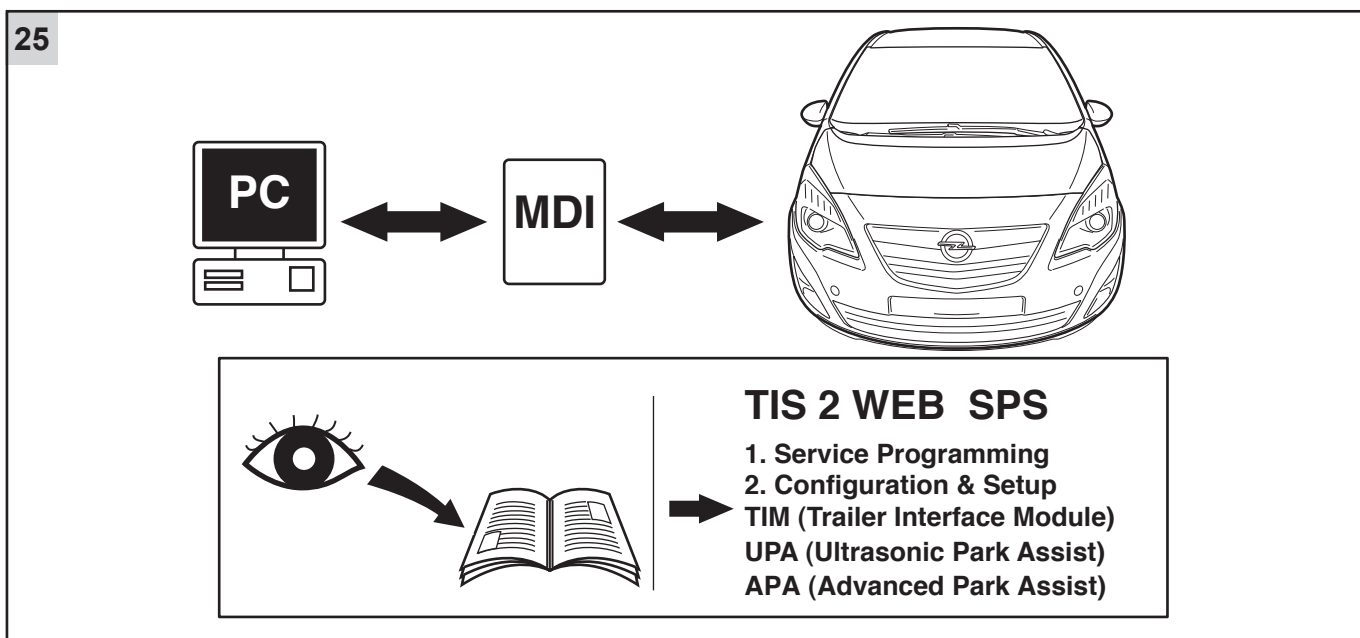 25
PC
MDI
TIS 2 WEB SPS
1. Service Programming
2. Configuration & Setup
TIM (Trailer Interface Module)
UPA (Ultrasonic Park Assist)
APA (Advanced Park Assist)